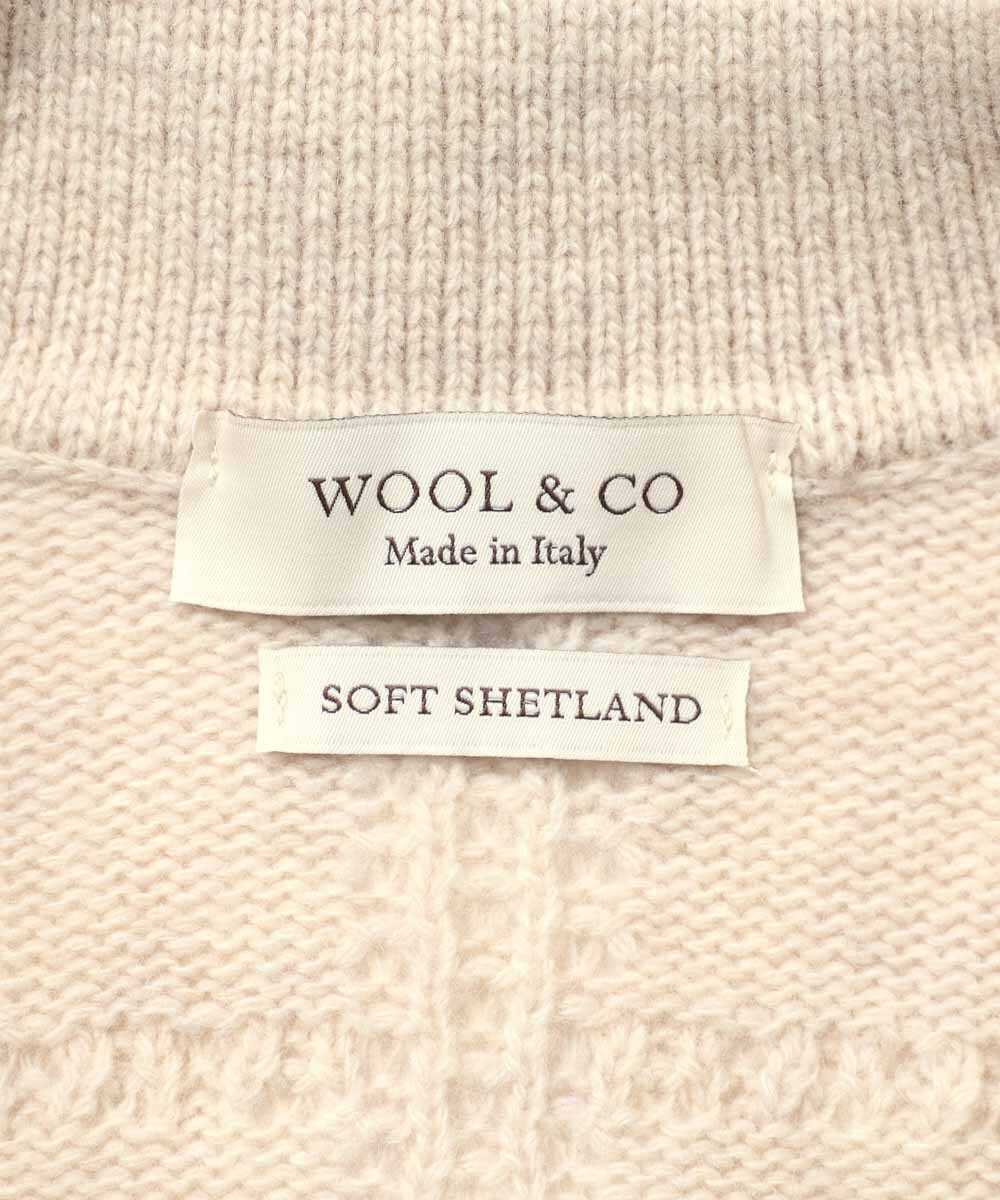 WOOL & CO
Made in Italy
SOFT SHETLAND